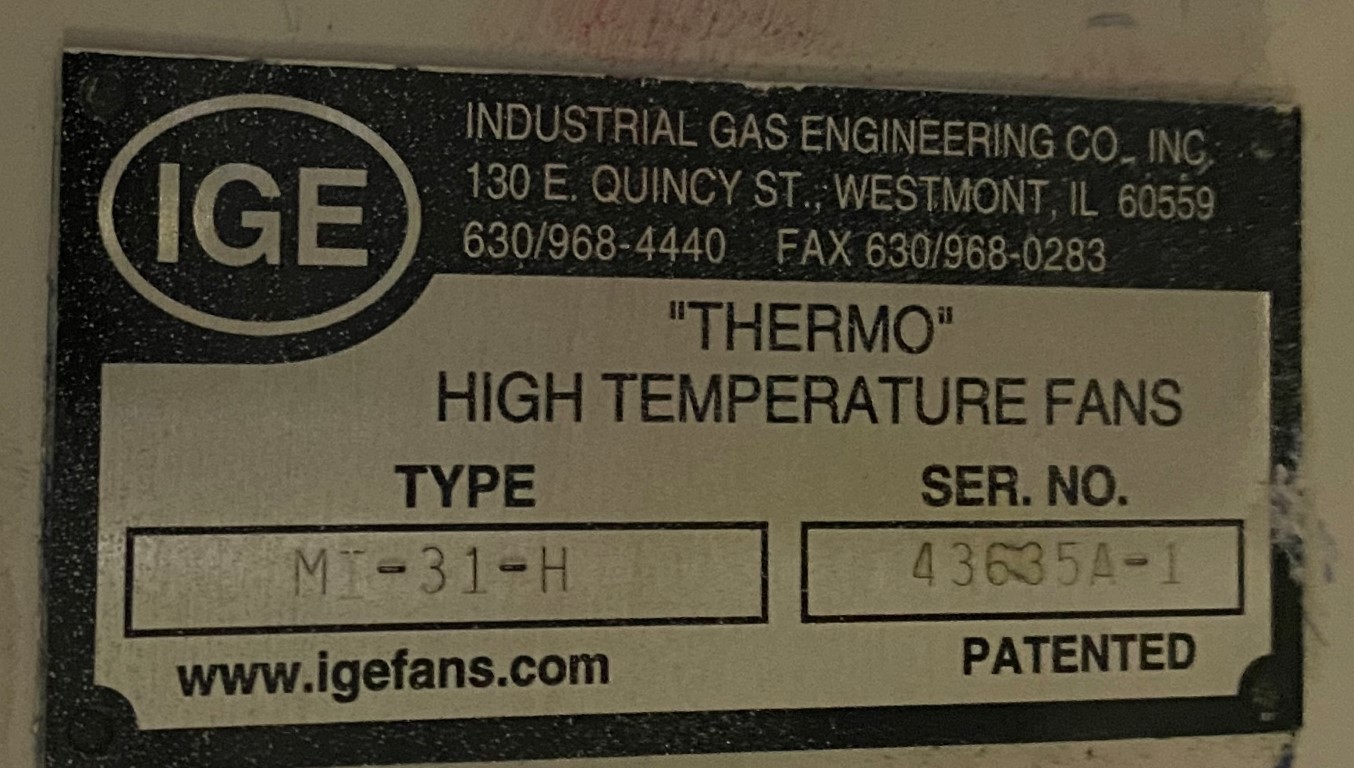 IGE
INDUSTRIAL GAS ENGINEERING CO., INC.
130 E. QUINCY ST., WESTMONT, IL 60559
630/968-4440 FAX 630/968-0283
"THERMO"
HIGH TEMPERATURE FANS
TYPE SER. NO.
MT-31-H 43635A-1
www.igefans.com PATENTED